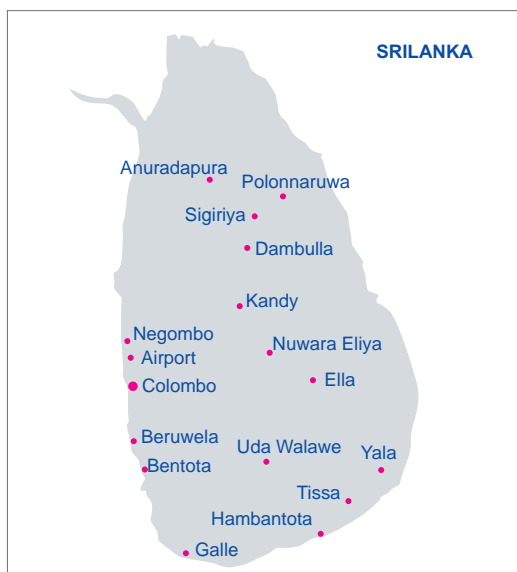 SRILANKA
Anuradapura
Polonnaruwa
Sigiriya
Dambulla
Kandy
Negombo
Nuwara Eliya
Airport
Ella
Colombo
Beruwela
Uda Walawe
Yala
Bentota
Tissa
Hambantota
Galle